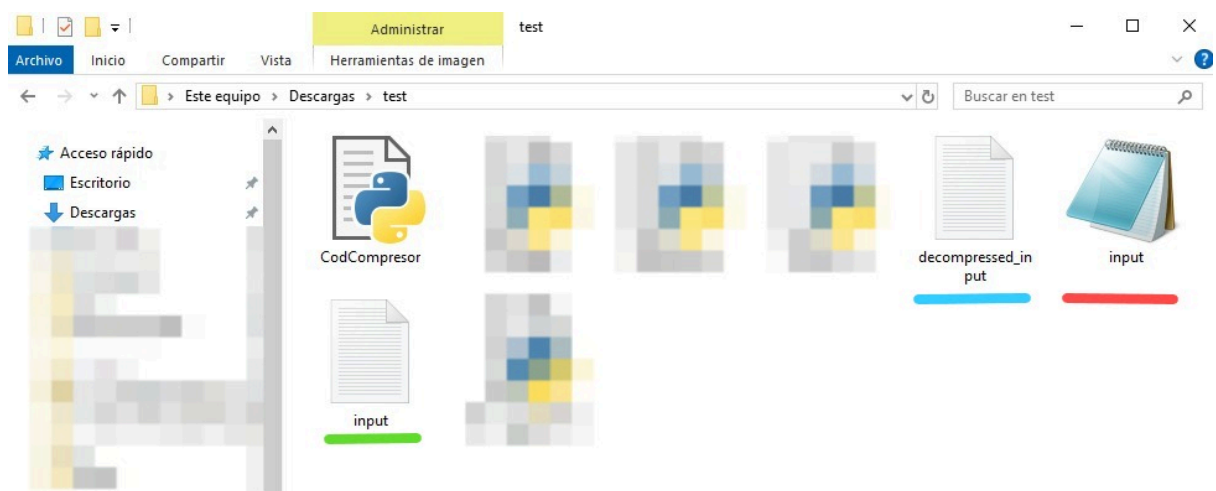 Administrar
test
Archivo
Inicio
Compartir
Vista
Herramientas de imagen
?
Este equipo > Descargas > test
Buscar en test
Acceso rápido
Escritorio
Descargas
CodCompresor
decompressed_in
put
input
input